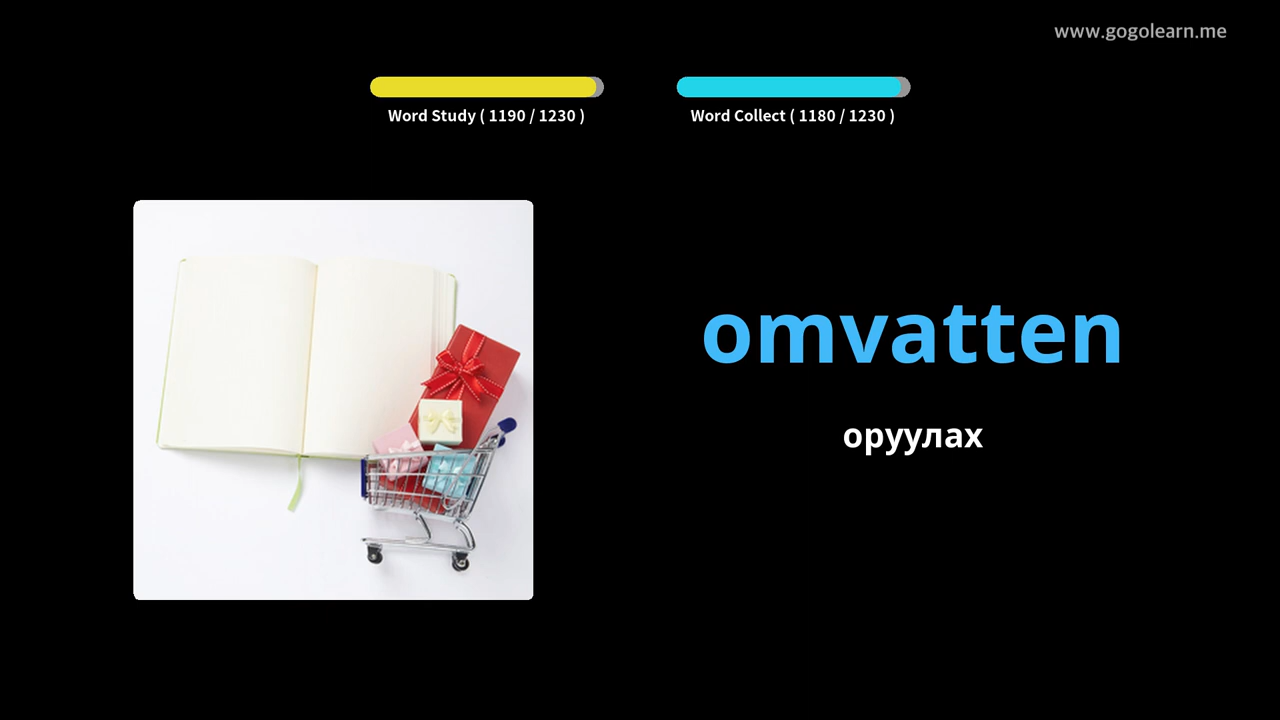 www.gogolearn.me
Word Study ( 1190 / 1230 )
Word Collect ( 1180 / 1230 )
omvatten
оруулах